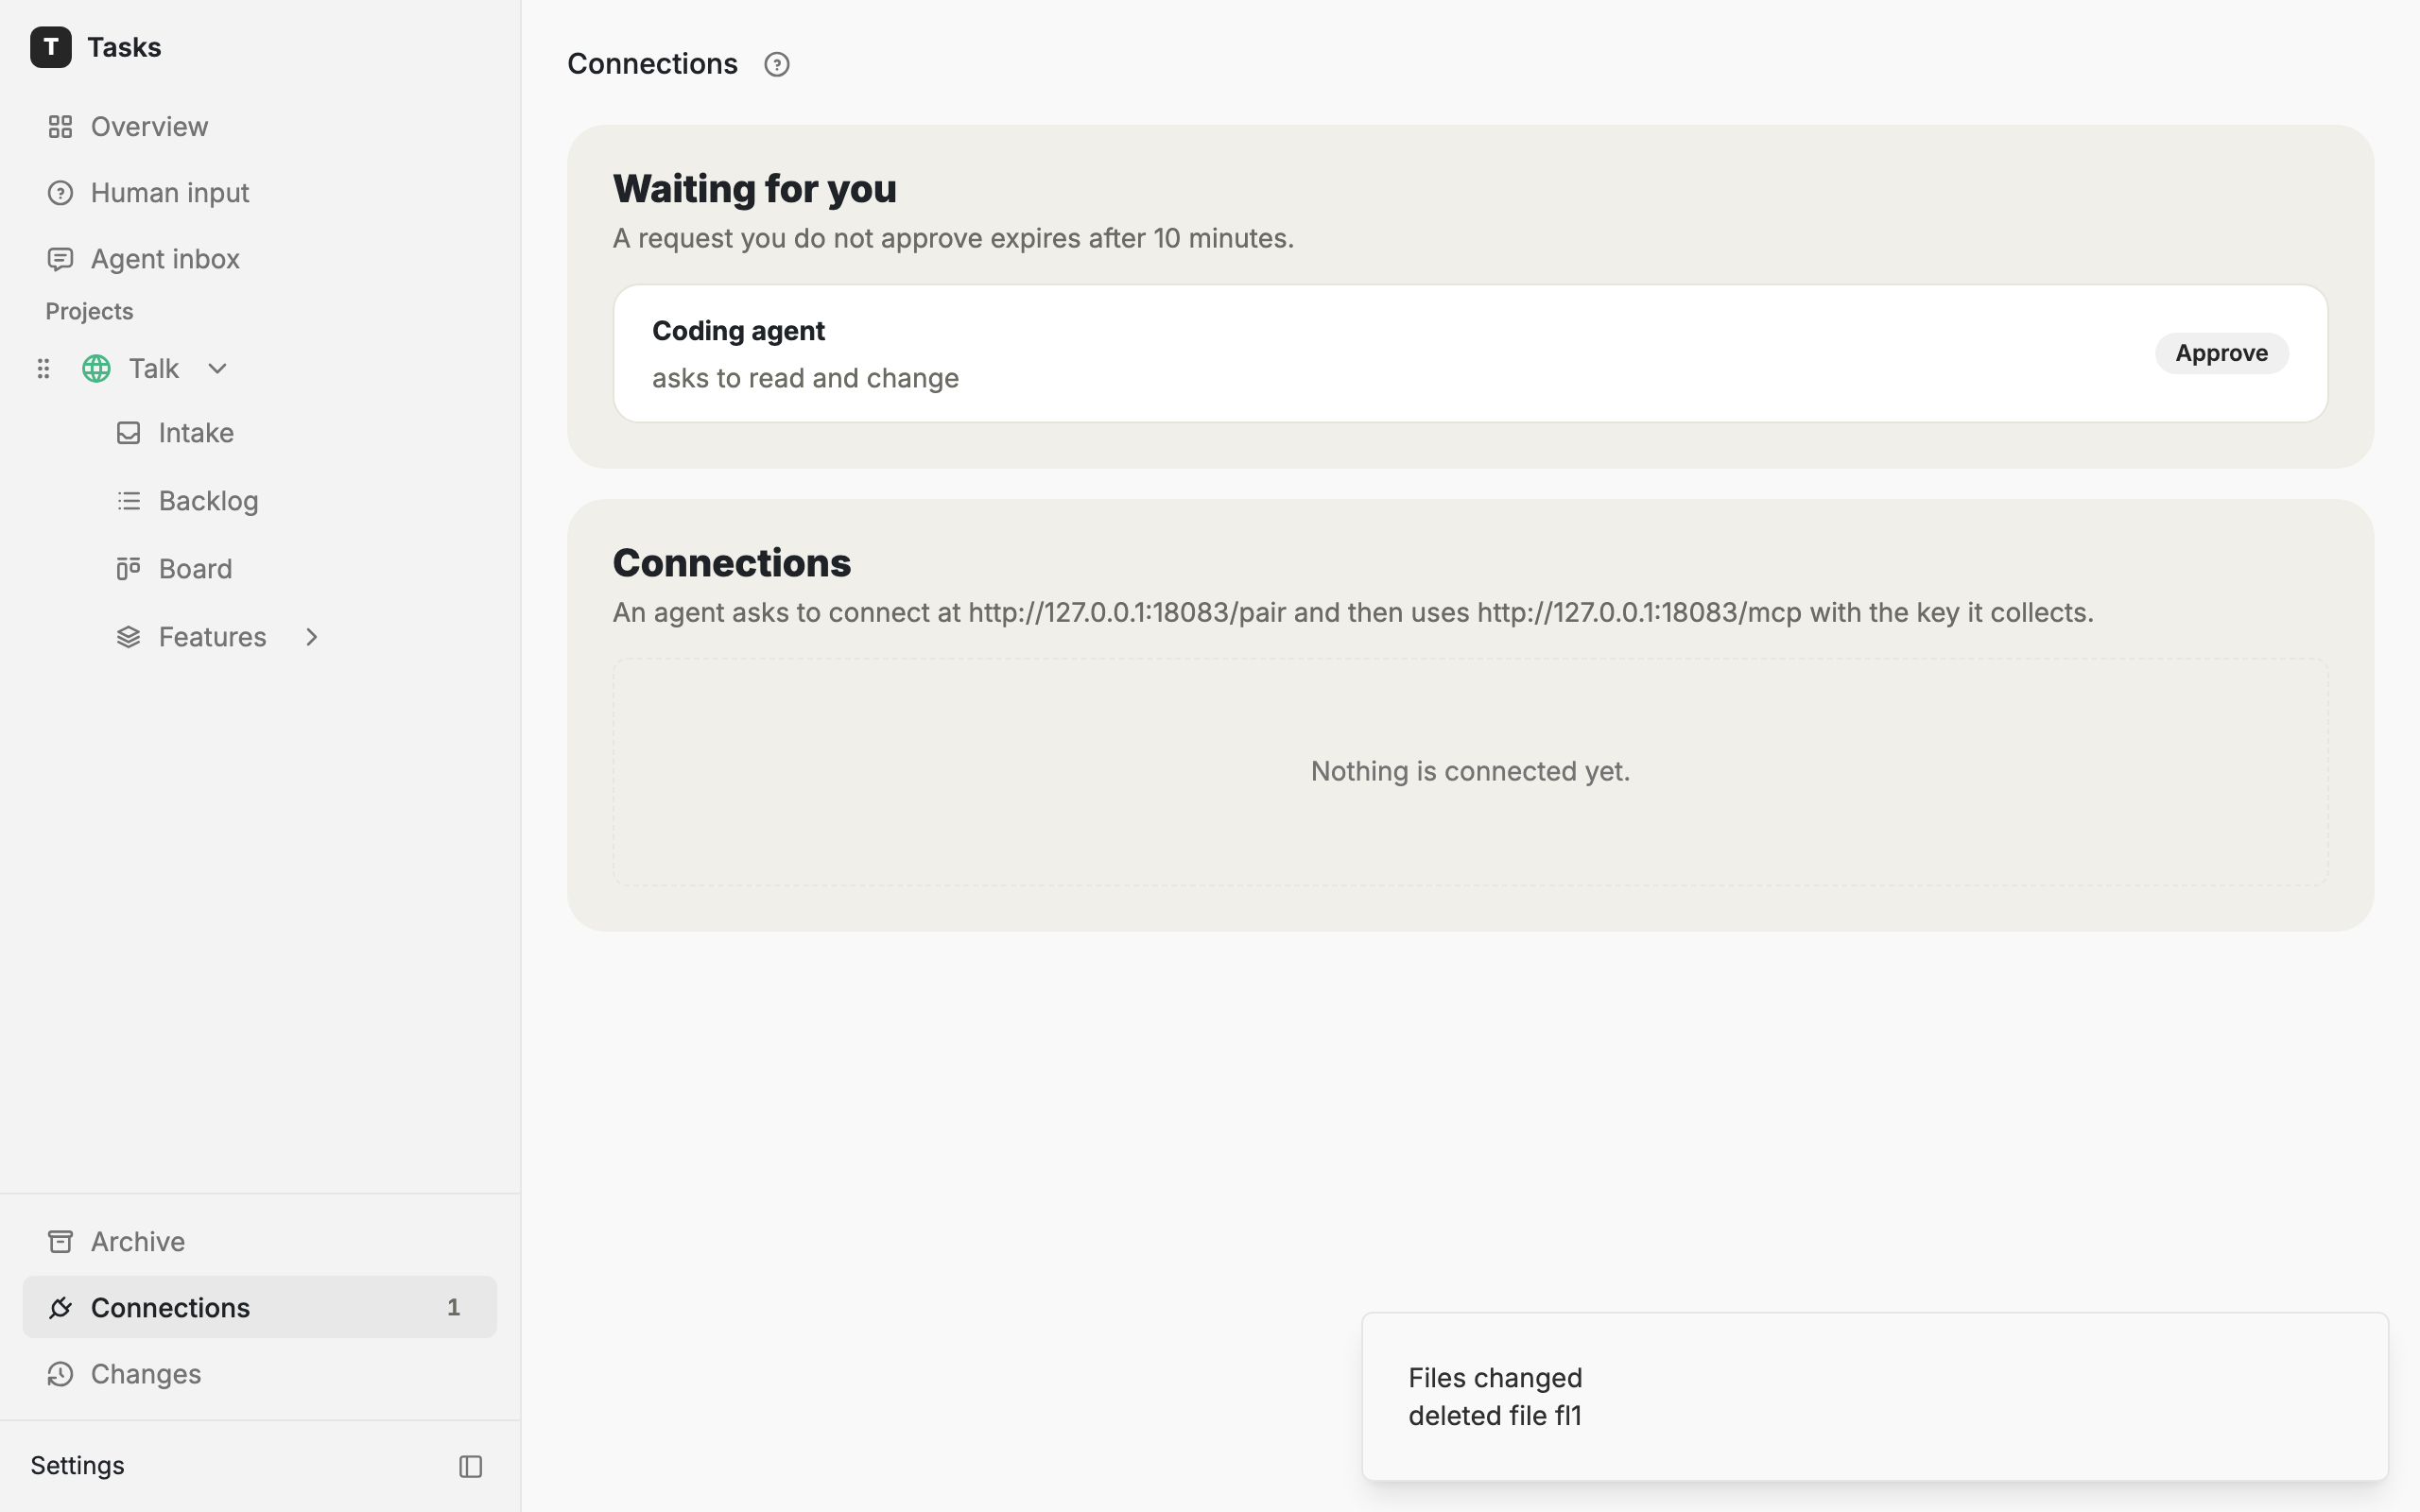 T Tasks
Overview
Human input
Agent inbox
Projects
Talk
Intake
Backlog
Board
Features
Archive
Connections 1
Changes
Settings
Connections
Waiting for you
A request you do not approve expires after 10 minutes.
Coding agent
asks to read and change
Approve
Connections
An agent asks to connect at http://127.0.0.1:18083/pair and then uses http://127.0.0.1:18083/mcp with the key it collects.
Nothing is connected yet.
Files changed
deleted file fl1